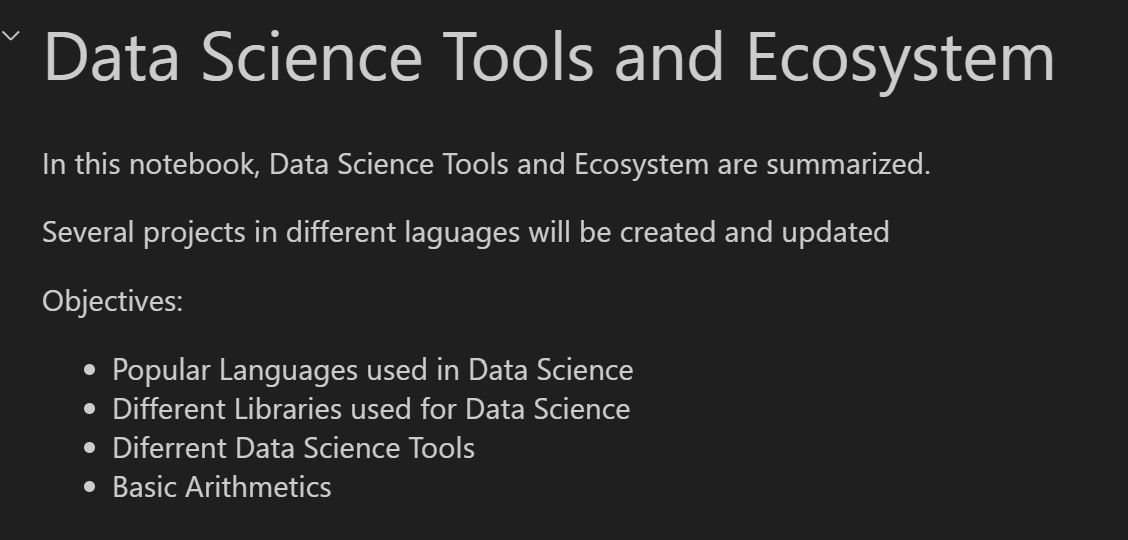 Data Science Tools and Ecosystem
In this notebook, Data Science Tools and Ecosystem are summarized.
Several projects in different laguages will be created and updated
Objectives:
• Popular Languages used in Data Science
• Different Libraries used for Data Science
• Diferrent Data Science Tools
• Basic Arithmetics